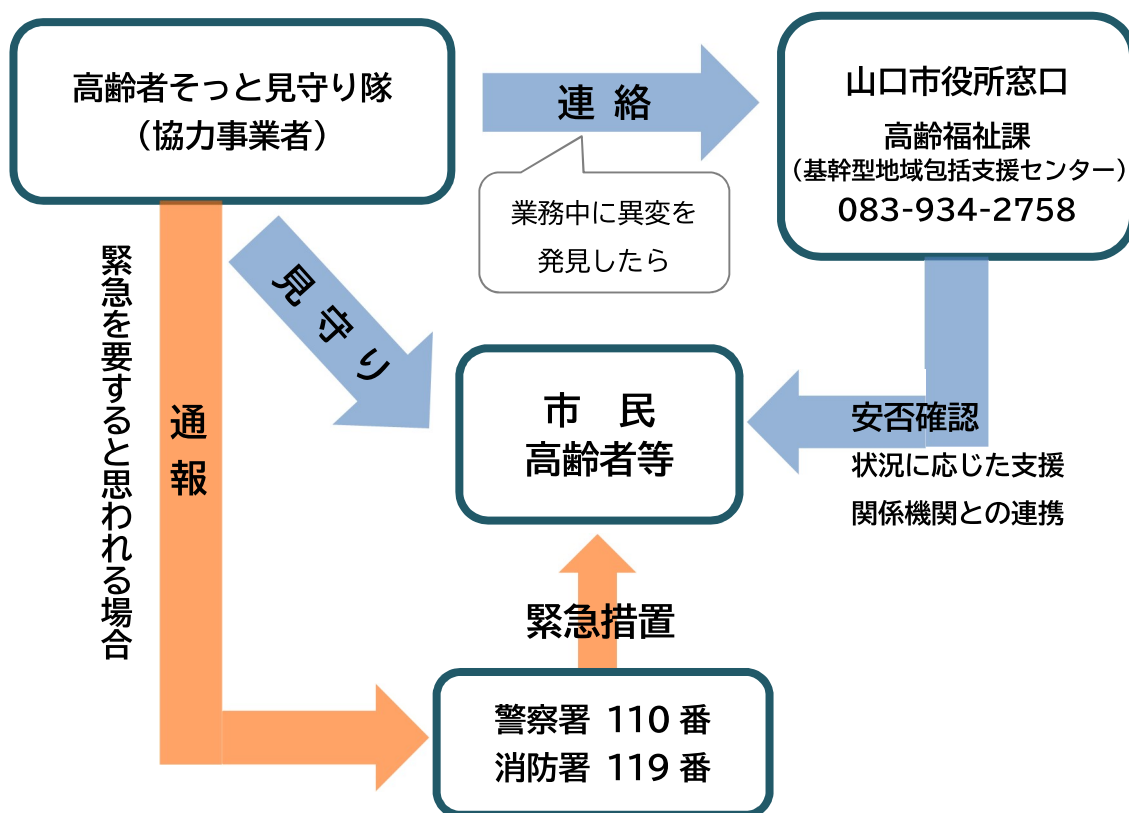 高齢者そっと見守り隊
（協力事業者）
連 絡
業務中に異変を
発見したら
山口市役所窓口
高齢福祉課
（基幹型地域包括支援センター）
083-934-2758
見 守 り
緊急を要すると思われる場合
通
報
市　民
高齢者等
安否確認
状況に応じた支援
関係機関との連携
緊急措置
警察署 110 番
消防署 119 番